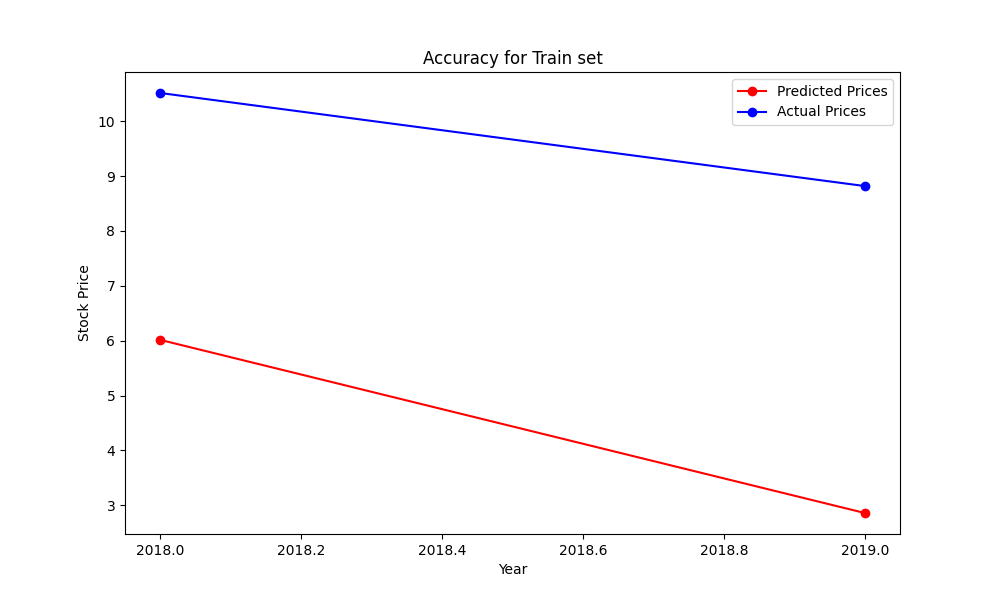 Accuracy for Train set
Predicted Prices
Actual Prices
10
9
8
7
6
5
4
3
Stock Price
2018.0
2018.2
2018.4
2018.6
2018.8
2019.0
Year